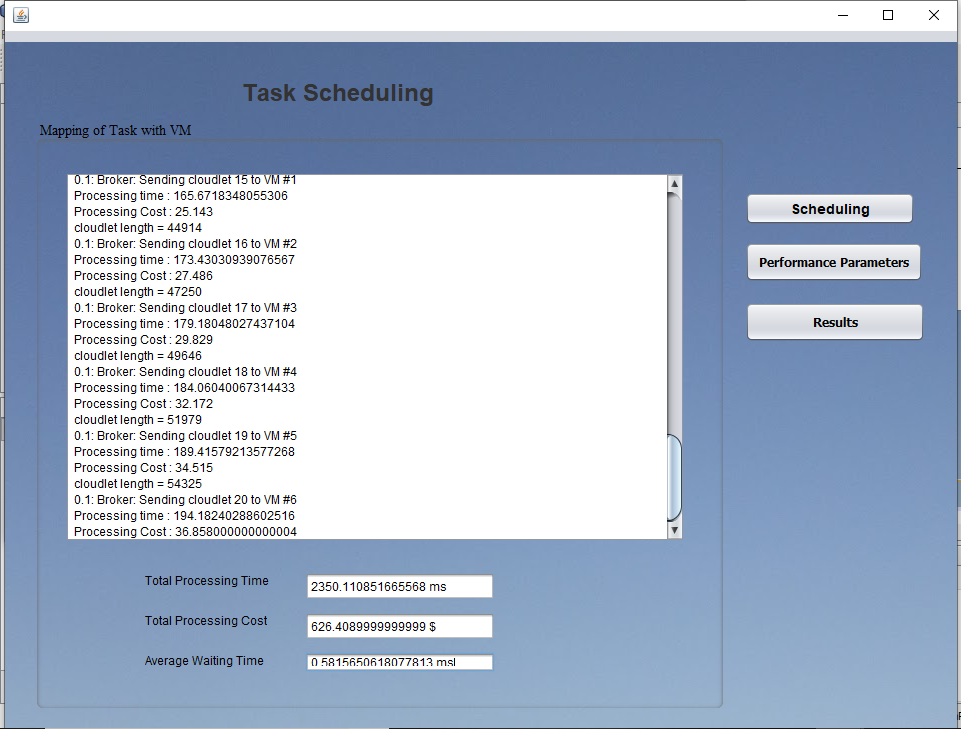 Task Scheduling
Mapping of Task with VM
0.1: Broker: Sending cloudlet 15 to VM #1
Processing time : 165.6718348055306
Processing Cost : 25.143
cloudlet length = 44914
0.1: Broker: Sending cloudlet 16 to VM #2
Processing time : 173.43030939076567
Processing Cost : 27.486
cloudlet length = 47250
0.1: Broker: Sending cloudlet 17 to VM #3
Processing time : 179.18048027437104
Processing Cost : 29.829
cloudlet length = 49646
0.1: Broker: Sending cloudlet 18 to VM #4
Processing time : 184.06040067314433
Processing Cost : 32.172
cloudlet length = 51979
0.1: Broker: Sending cloudlet 19 to VM #5
Processing time : 189.41579213577268
Processing Cost : 34.515
cloudlet length = 54325
0.1: Broker: Sending cloudlet 20 to VM #6
Processing time : 194.18240288602516
Processing Cost : 36.858000000000004
Scheduling
Performance Parameters
Results
Total Processing Time
2350.110851665568 ms
Total Processing Cost
626.4089999999999 $
Average Waiting Time
0.5815650618077813 msl